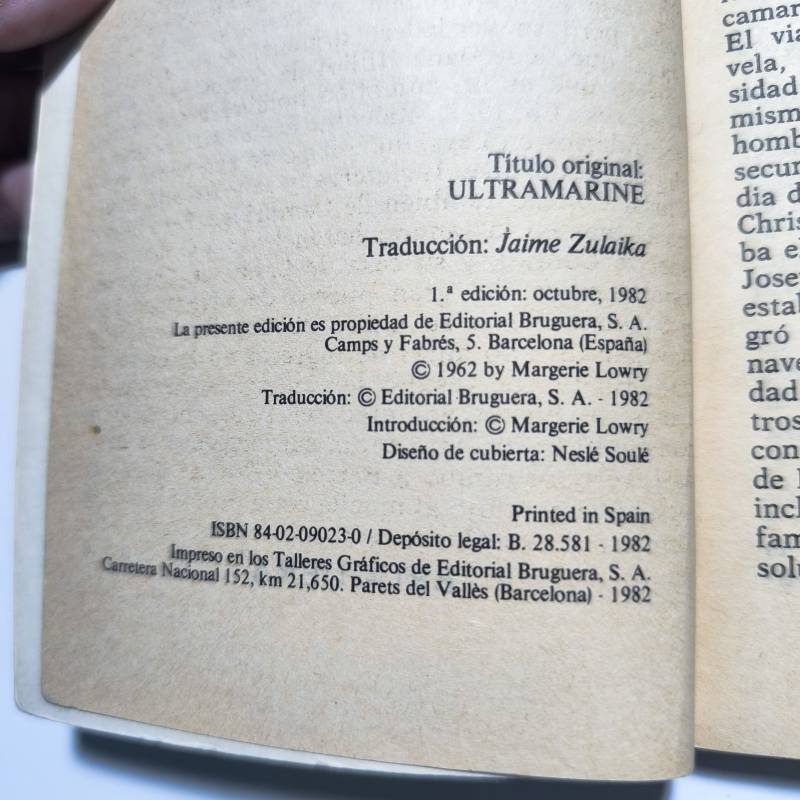 Título original:
ULTRAMARINE
Traducción: Jaime Zulaika
1.ª edición: octubre, 1982
La presente edición es propiedad de Editorial Bruguera, S. A.
Camps y Fabrés, 5. Barcelona (España)
© 1962 by Margerie Lowry
Traducción: © Editorial Bruguera, S. A. - 1982
Introducción: © Margerie Lowry
Diseño de cubierta: Neslé Soulé
Printed in Spain
ISBN 84-02-09023-0 / Depósito legal: B. 28.581 - 1982
Impreso en los Talleres Gráficos de Editorial Bruguera, S. A.
Carretera Nacional 152, km 21,650. Parets del Vallès (Barcelona) - 1982
camar
El via
vela,
sidad
mism
homb
secun
dia d
Chris
ba e
Jose
estal
gró
nave
dad
tros
con
de l
incl
fam
solu